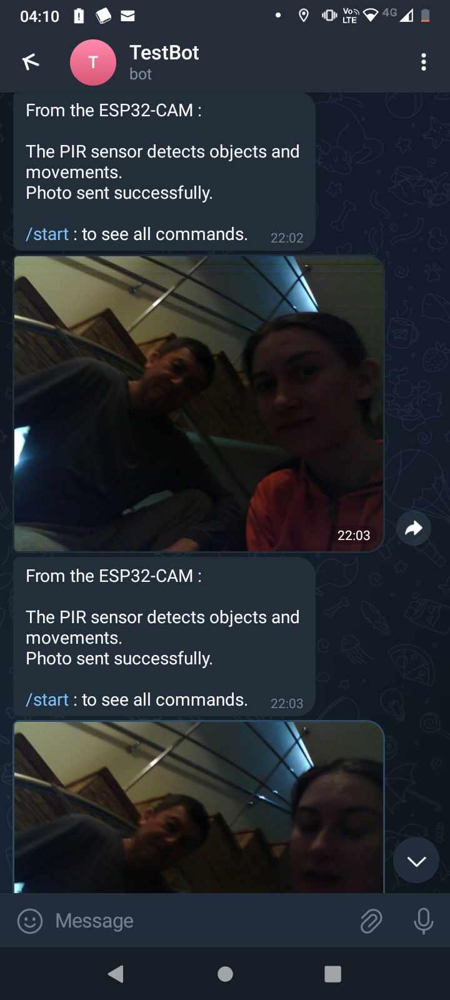 04:10
Vo
LTE
4G
T
TestBot
bot
From the ESP32-CAM :
The PIR sensor detects objects and
movements.
Photo sent successfully.
/start : to see all commands.
22:02
22:03
From the ESP32-CAM :
The PIR sensor detects objects and
movements.
Photo sent successfully.
/start : to see all commands.
22:03
Message